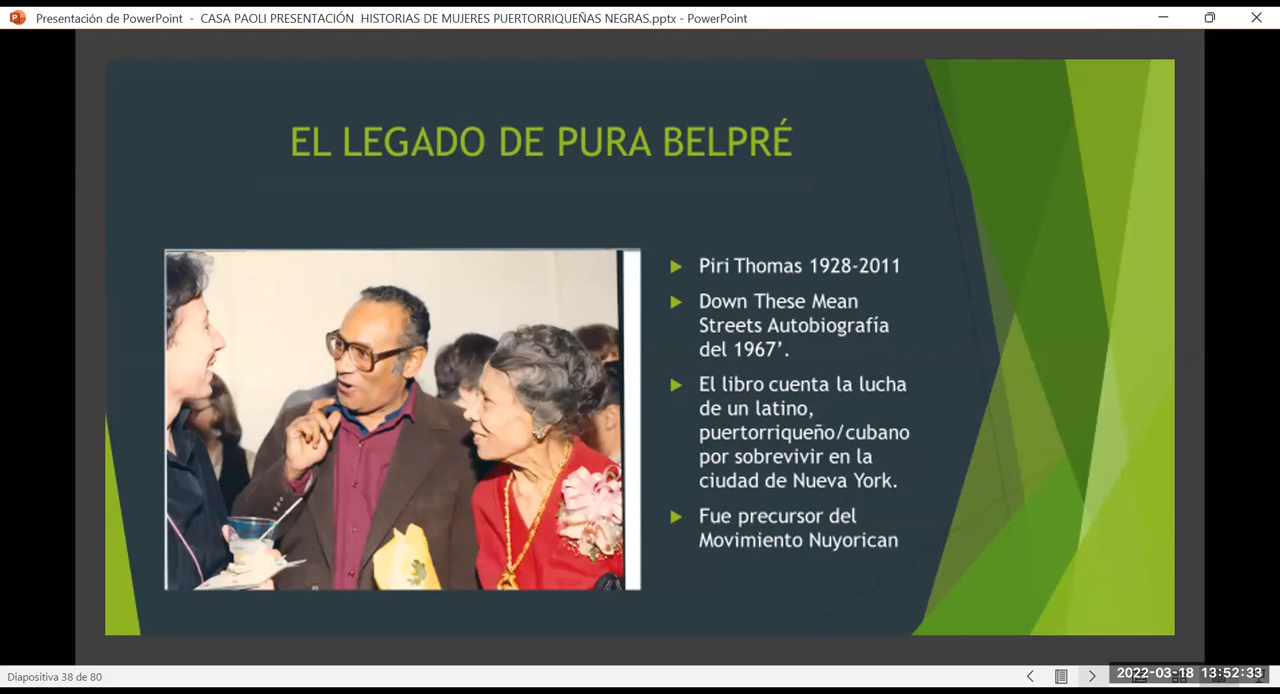 Presentación de PowerPoint - CASA PAOLI PRESENTACIÓN HISTORIAS DE MUJERES PUERTORRIQUEÑAS NEGRAS.pptx - PowerPoint
EL LEGADO DE PURA BELPRÉ
Piri Thomas 1928-2011
Down These Mean
Streets Autobiografía
del 1967’.
El libro cuenta la lucha
de un latino,
puertorriqueño/cubano
por sobrevivir en la
ciudad de Nueva York.
Fue precursor del
Movimiento Nuyorican
Diapositiva 38 de 80
2022-03-18 13:52:33